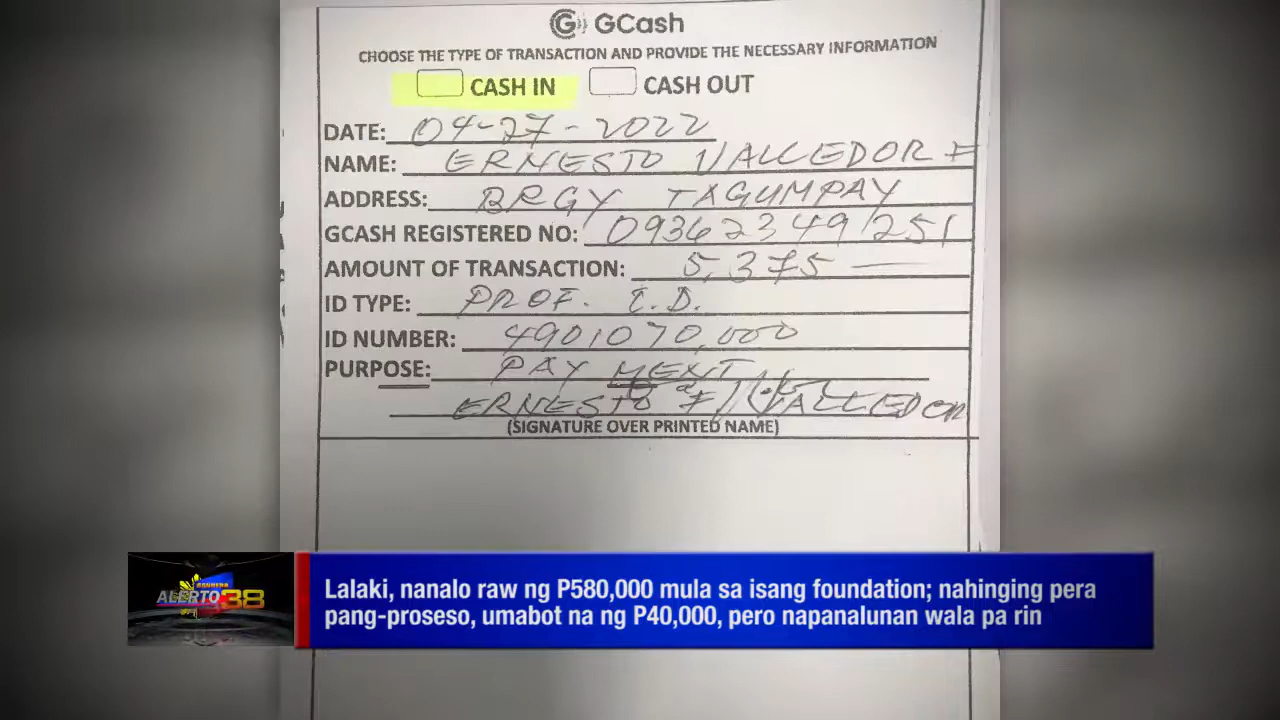 GCash
CHOOSE THE TYPE OF TRANSACTION AND PROVIDE THE NECESSARY INFORMATION
CASH IN CASH OUT
DATE: 04-27-2022
NAME: ERNESTO VALLEDOR F
ADDRESS: BRGY TAGUMPAY
GCASH REGISTERED NO: 093623491251
AMOUNT OF TRANSACTION: 5,375 —
ID TYPE: PROF. I.D.
ID NUMBER: 4901070,000
PURPOSE: PAYMENT
ERNESTO F VALLEDOR
(SIGNATURE OVER PRINTED NAME)
BANDERA
ALERTO 38
Lalaki, nanalo raw ng P580,000 mula sa isang foundation; nahinging pera
pang-proseso, umabot na ng P40,000, pero napanalunan wala pa rin